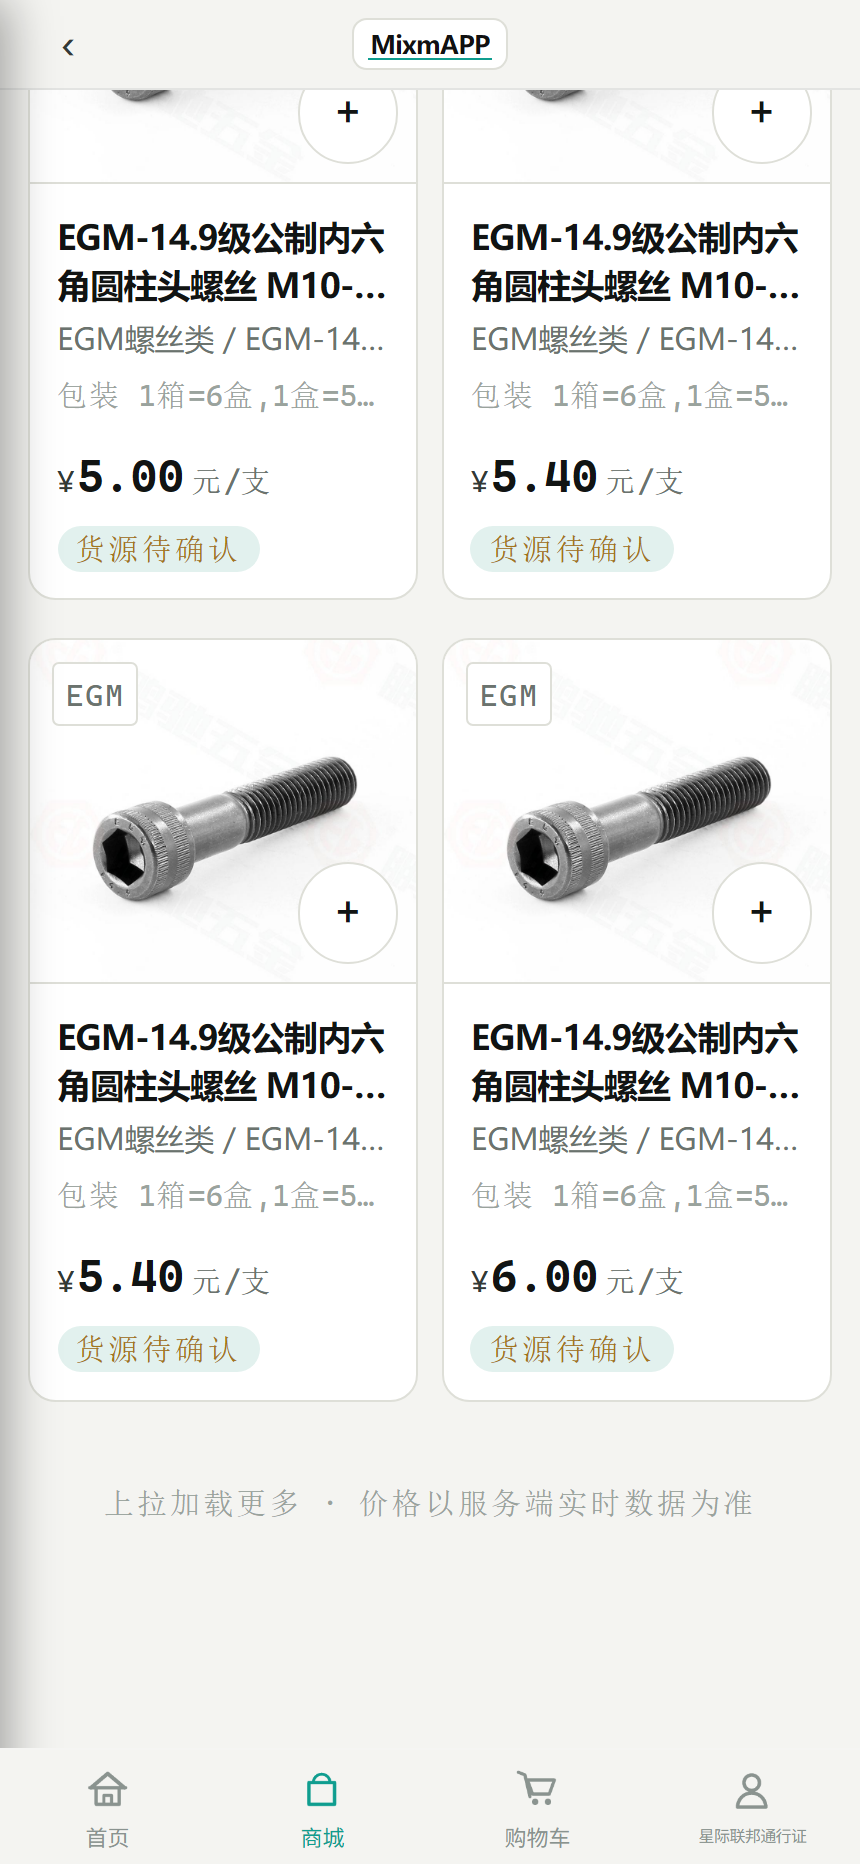 MixmAPP
EGM-14.9级公制内六
角圆柱头螺丝 M10-...
EGM螺丝类 / EGM-14...
包装 1箱=6盒,1盒=5...
¥5.00 元/支
货源待确认
EGM-14.9级公制内六
角圆柱头螺丝 M10-...
EGM螺丝类 / EGM-14...
包装 1箱=6盒,1盒=5...
¥5.40 元/支
货源待确认
EGM
EGM-14.9级公制内六
角圆柱头螺丝 M10-...
EGM螺丝类 / EGM-14...
包装 1箱=6盒,1盒=5...
¥5.40 元/支
货源待确认
EGM
EGM-14.9级公制内六
角圆柱头螺丝 M10-...
EGM螺丝类 / EGM-14...
包装 1箱=6盒,1盒=5...
¥6.00 元/支
货源待确认
上拉加载更多 · 价格以服务端实时数据为准
首页
商城
购物车
星际联邦通行证